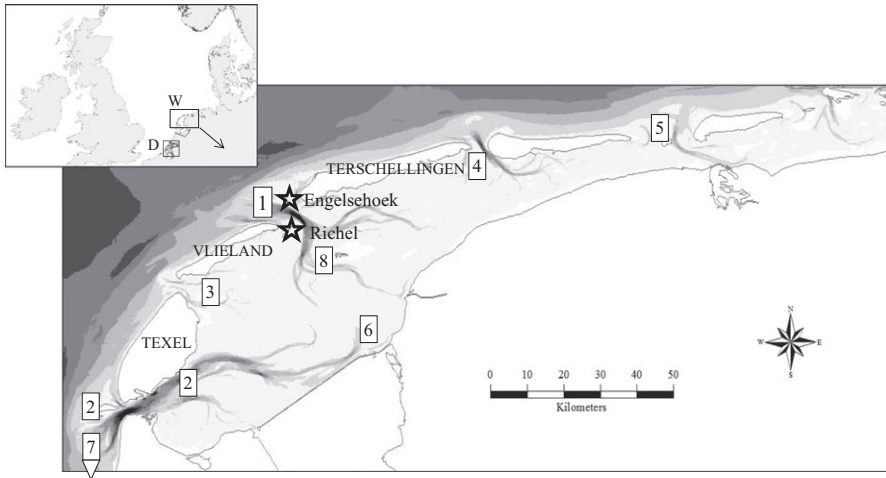 W
D
5
TERSCHELLINGEN
4
1
Engelsehoek
Richel
VLIELAND
8
3
6
TEXEL
2
2
7
N
W E
S
0 10 20 30 40 50
Kilometers